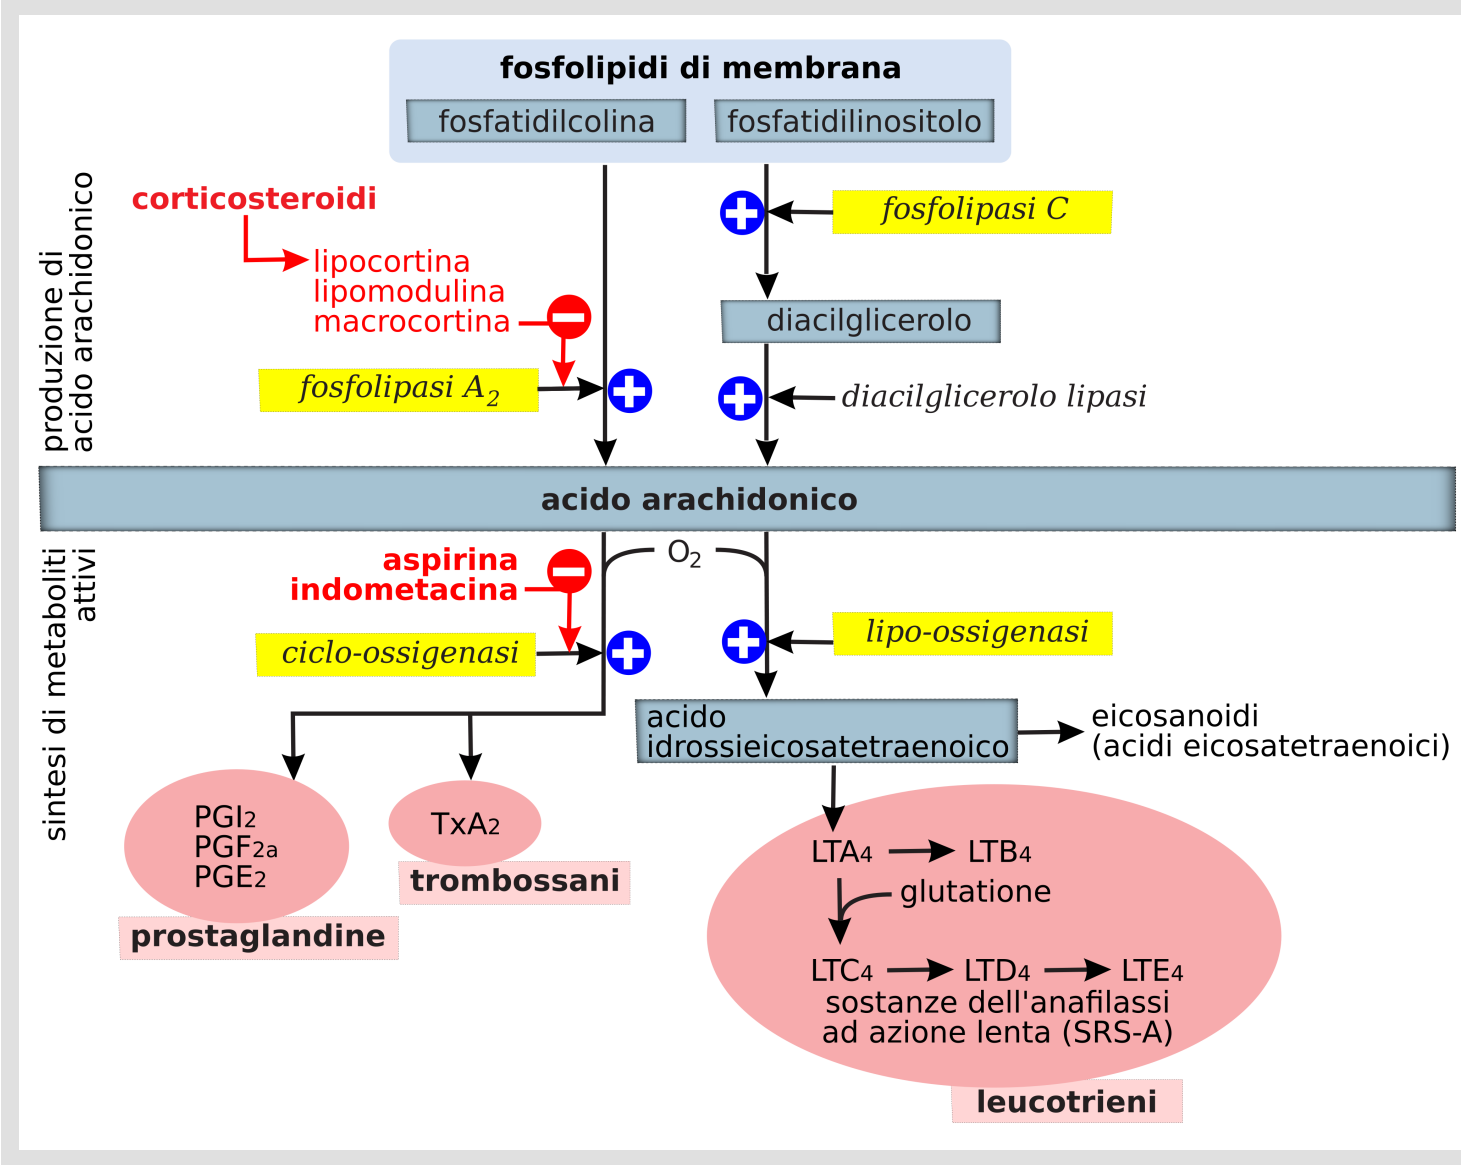 fosfolipidi di membrana
fosfatidilcolina
fosfatidilinositolo
produzione di
acido arachidonico
corticosteroidi
lipocortina
lipomodulina
macrocortina
fosfolipasi A2
fosfolipasi C
diacilglicerolo
diacilglicerolo lipasi
acido arachidonico
sintesi di metaboliti
attivi
O2
aspirina
indometacina
ciclo-ossigenasi
lipo-ossigenasi
acido
idrossieicosatetraenoico
eicosanoidi
(acidi eicosatetraenoici)
PGI2
PGF2a
PGE2
prostaglandine
TxA2
trombossani
LTA4
LTB4
glutatione
LTC4
LTD4
LTE4
sostanze dell'anafilassi
ad azione lenta (SRS-A)
leucotrieni